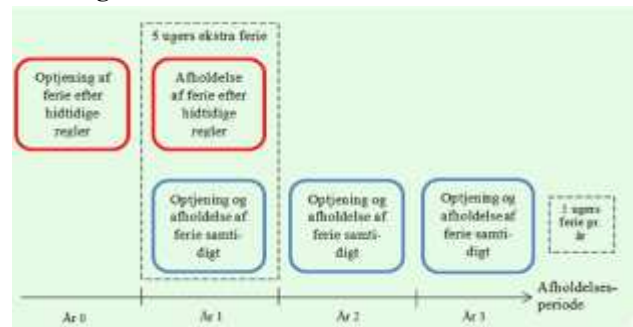 5 ugers ekstra ferie
Optjening af
ferie efter
hidtidige
regler
Afholdelse
af ferie efter
hidtidige
regler
Optjening og
afholdelse af
ferie samti-
digt
Optjening og
afholdelse af
ferie samti-
digt
Optjening og
afholdelse af
ferie samti-
digt
ugers
ferie pr.
år
Afholdelses-
periode
År 0
År 1
År 2
År 3